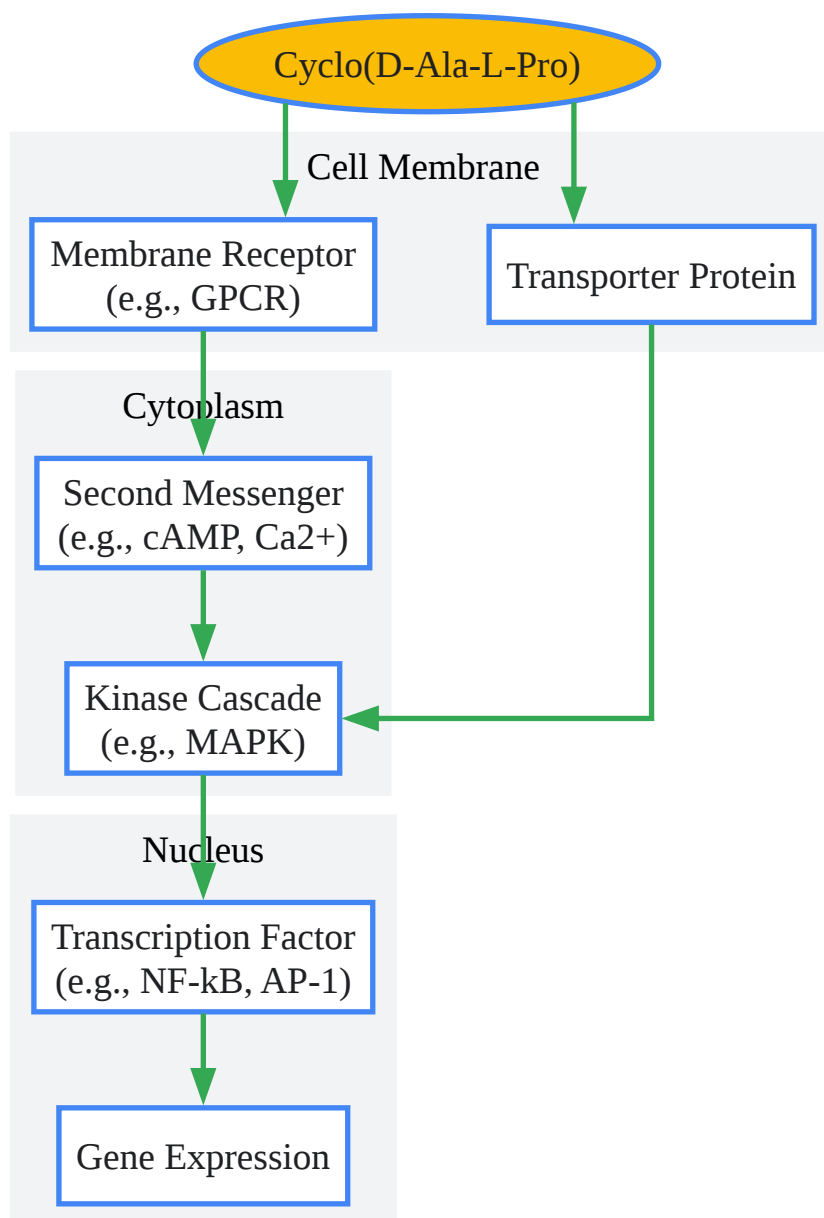 Cyclo(D-Ala-L-Pro)
Cell Membrane
Membrane Receptor
(e.g., GPCR)
Transporter Protein
Cytoplasm
Second Messenger
(e.g., cAMP, Ca2+)
Kinase Cascade
(e.g., MAPK)
Nucleus
Transcription Factor
(e.g., NF-kB, AP-1)
Gene Expression